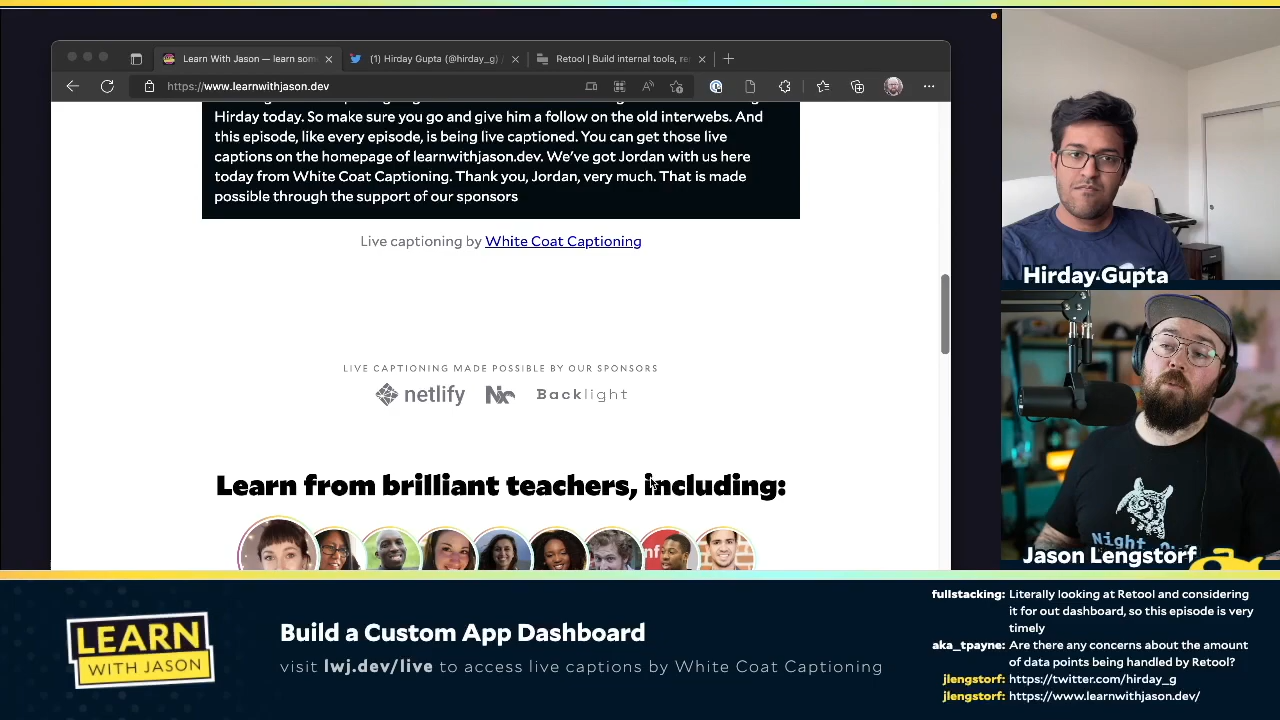 Learn With Jason — learn som
(1) Hirday Gupta (@hirday_g) /
Retool | Build internal tools, re
https://www.learnwithjason.dev
Hirday today. So make sure you go and give him a follow on the old interwebs. And
this episode, like every episode, is being live captioned. You can get those live
captions on the homepage of learnwithjason.dev. We've got Jordan with us here
today from White Coat Captioning. Thank you, Jordan, very much. That is made
possible through the support of our sponsors
Live captioning by White Coat Captioning
LIVE CAPTIONING MADE POSSIBLE BY OUR SPONSORS
netlify Nx Backlight
Learn from brilliant teachers, including:
Hirday Gupta
Night
Jason Lengstorf
LEARN
WITH JASON
Build a Custom App Dashboard
visit lwj.dev/live to access live captions by White Coat Captioning
fullstacking: Literally looking at Retool and considering
it for out dashboard, so this episode is very
timely
aka_tpayne: Are there any concerns about the amount
of data points being handled by Retool?
jlengstorf: https://twitter.com/hirday_g
jlengstorf: https://www.learnwithjason.dev/